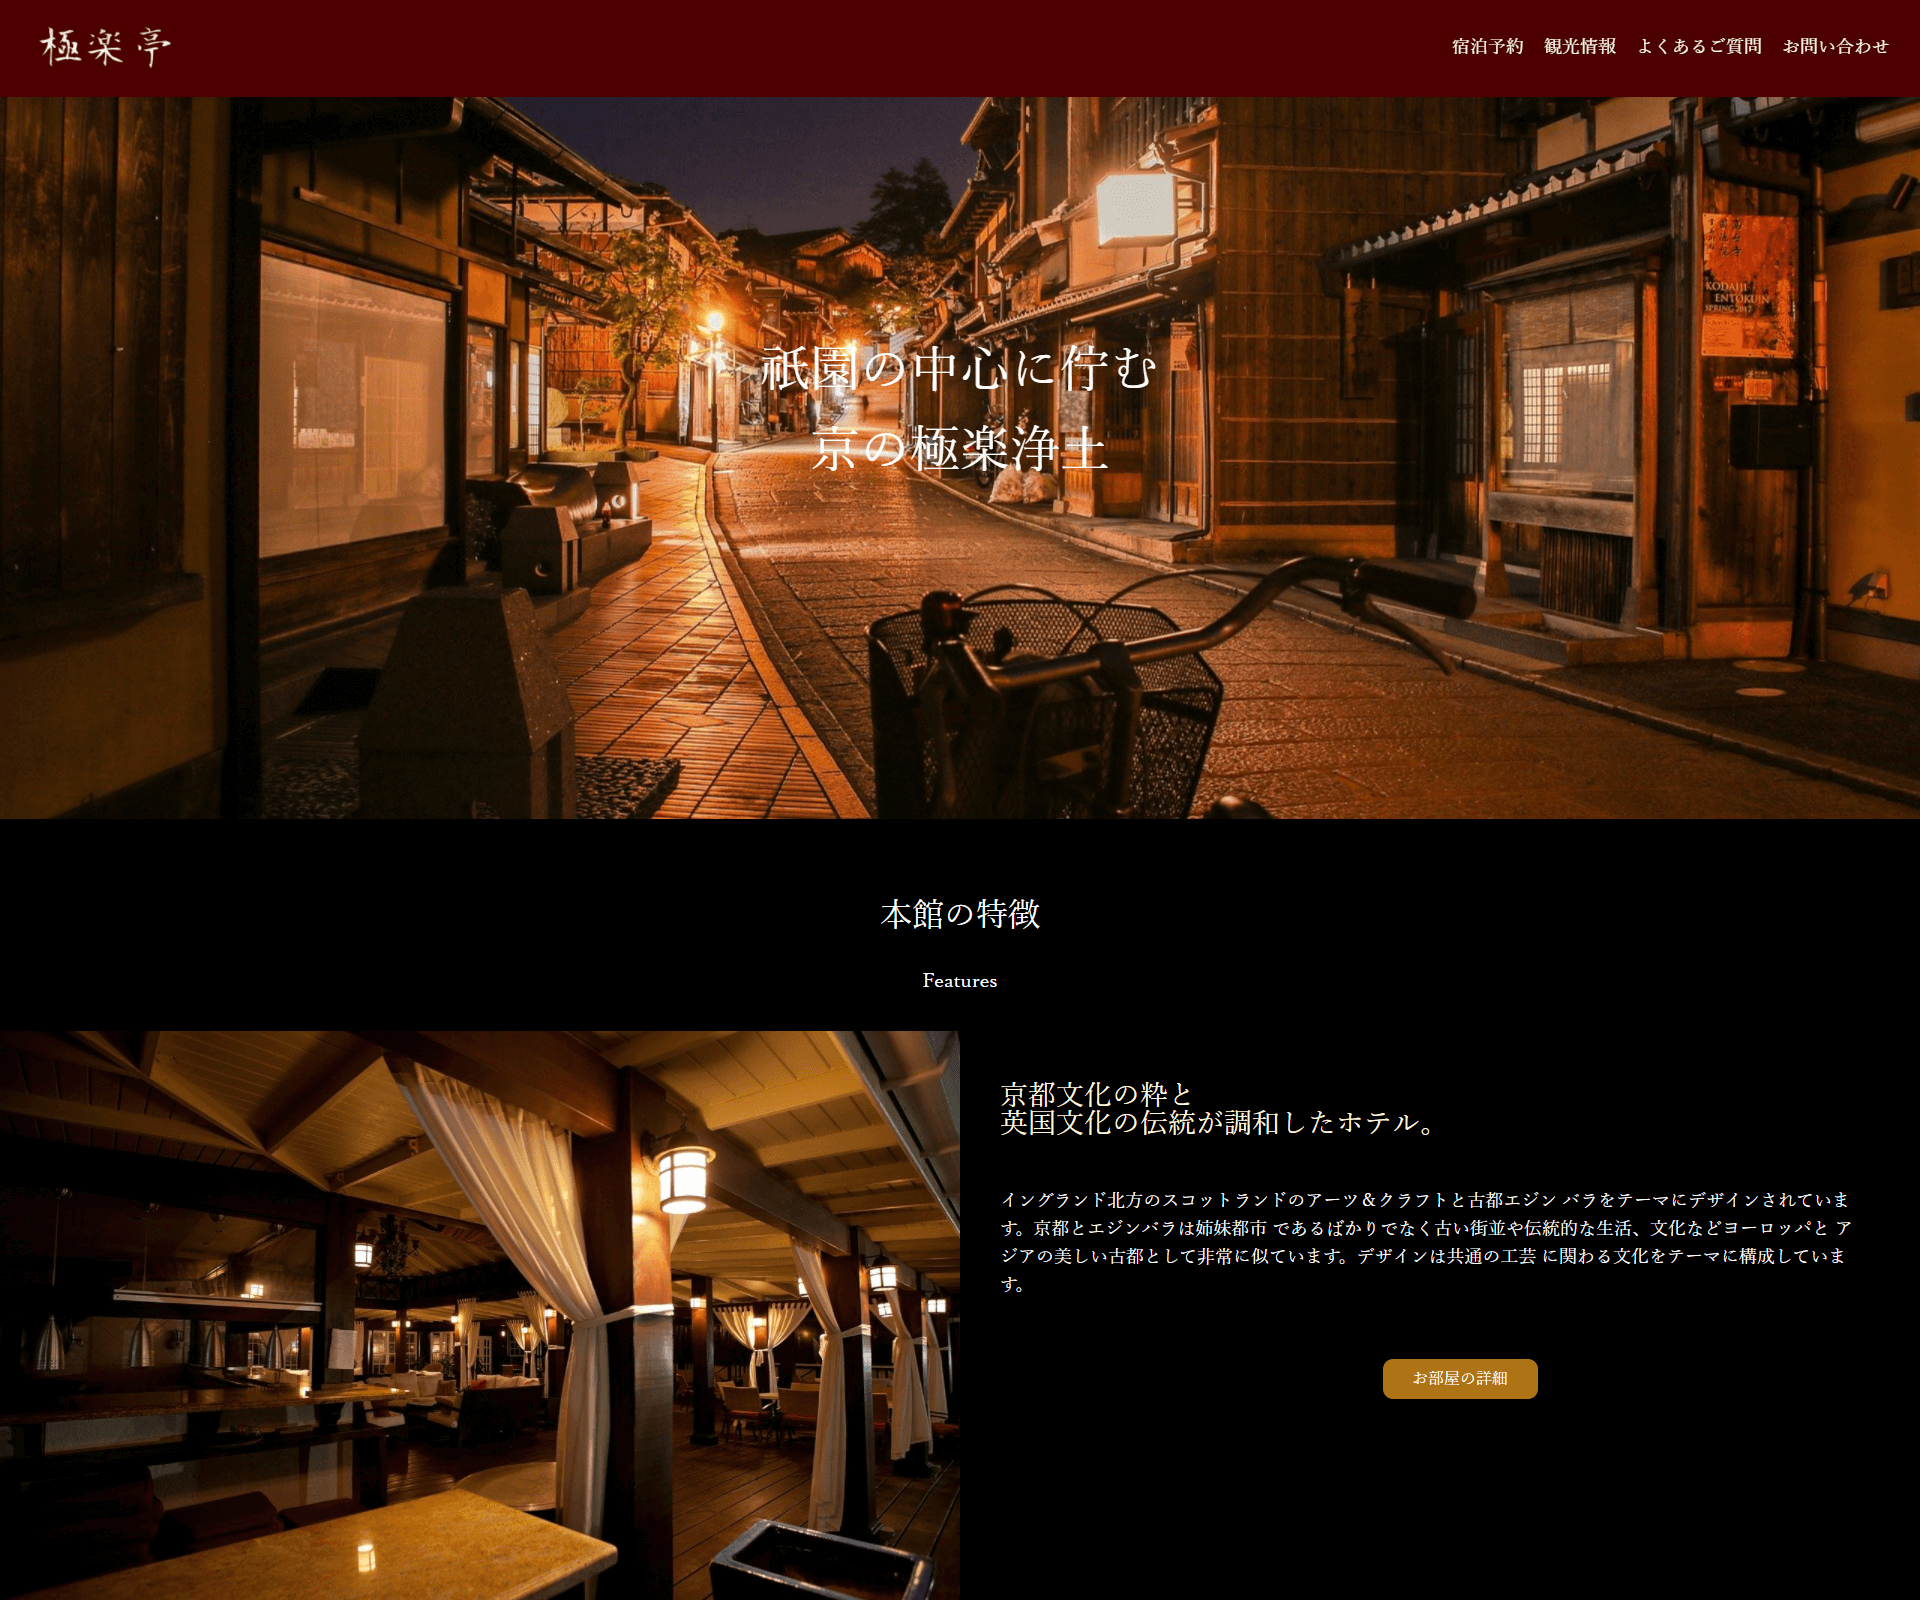 極楽亭
宿泊予約 観光情報 よくあるご質問 お問い合わせ
KODAIJI
ENTOKUIN
SPRING 2017
祇園の中心に佇む
京の極楽浄土
本館の特徴
Features
京都文化の粋と
英国文化の伝統が調和したホテル。
イングランド北方のスコットランドのアーツ＆クラフトと古都エジン バラをテーマにデザインされていま
す。京都とエジンバラは姉妹都市 であるばかりでなく古い街並や伝統的な生活、文化などヨーロッパと ア
ジアの美しい古都として非常に似ています。デザインは共通の工芸 に関わる文化をテーマに構成していま
す。
お部屋の詳細